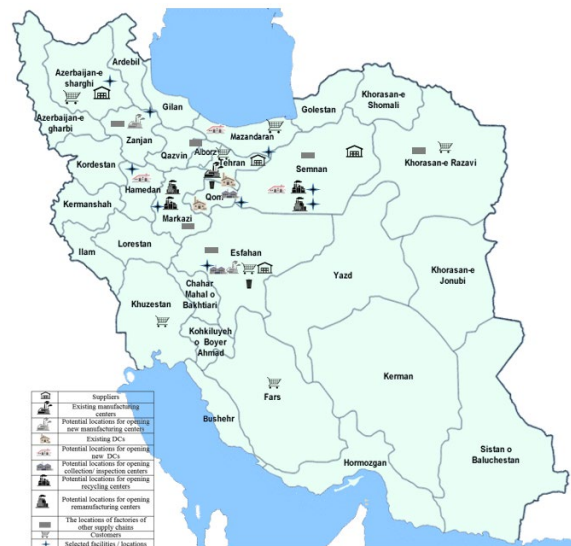 Ardebil
Azerbaijan-e
sharghi
Gilan
Golestan
Khorasan-e
Shomali
Azerbaijan-e
gharbi
Zanjan
Mazandaran
Khorasan-e Razavi
Kordestan
Qazvin
Alborz
Tehran
Semnan
Hamedan
Qom
Kermanshah
Markazi
Ilam
Lorestan
Esfahan
Yazd
Khorasan-e
Jonubi
Chahar
Mahal o
Bakhtiari
Khuzestan
Kohkiluyeh
o Boyer
Ahmad
Fars
Kerman
Bushehr
Hormozgan
Sistan o
Baluchestan
Suppliers
Existing manufacturing
centers
Potential locations for opening
new manufacturing centers
Existing DCs
Potential locations for opening
new DCs
Potential locations for opening
collection/ inspection centers
Potential locations for opening
recycling centers
Potential locations for opening
remanufacturing centers
The locations of factories of
other supply chains
Customers
Selected facilities / locations